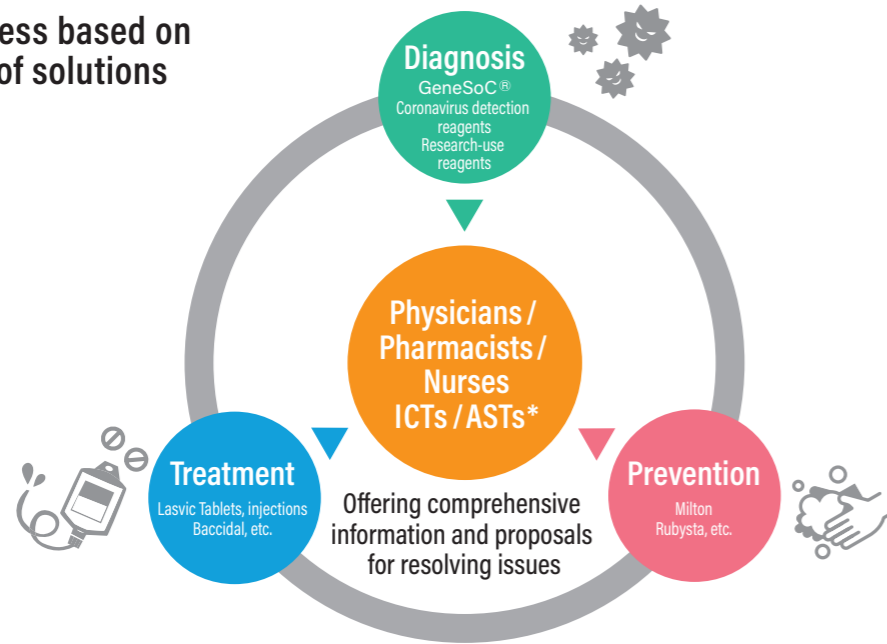 ess based on
of solutions
Diagnosis
GeneSoC®
Coronavirus detection
reagents
Research-use
reagents
Physicians /
Pharmacists /
Nurses
ICTs / ASTs*
Treatment
Lasvic Tablets, injections
Baccidal, etc.
Offering comprehensive
information and proposals
for resolving issues
Prevention
Milton
Rubysta, etc.